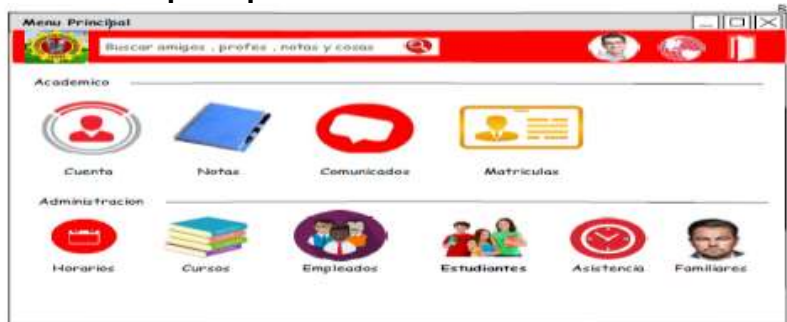 Menu Principal
Buscar amigos , profes , notas y cosas
Academico
Cuenta Notas Comunicados Matriculas
Administracion
Horarios Cursos Empleados Estudiantes Asistencia Familiares